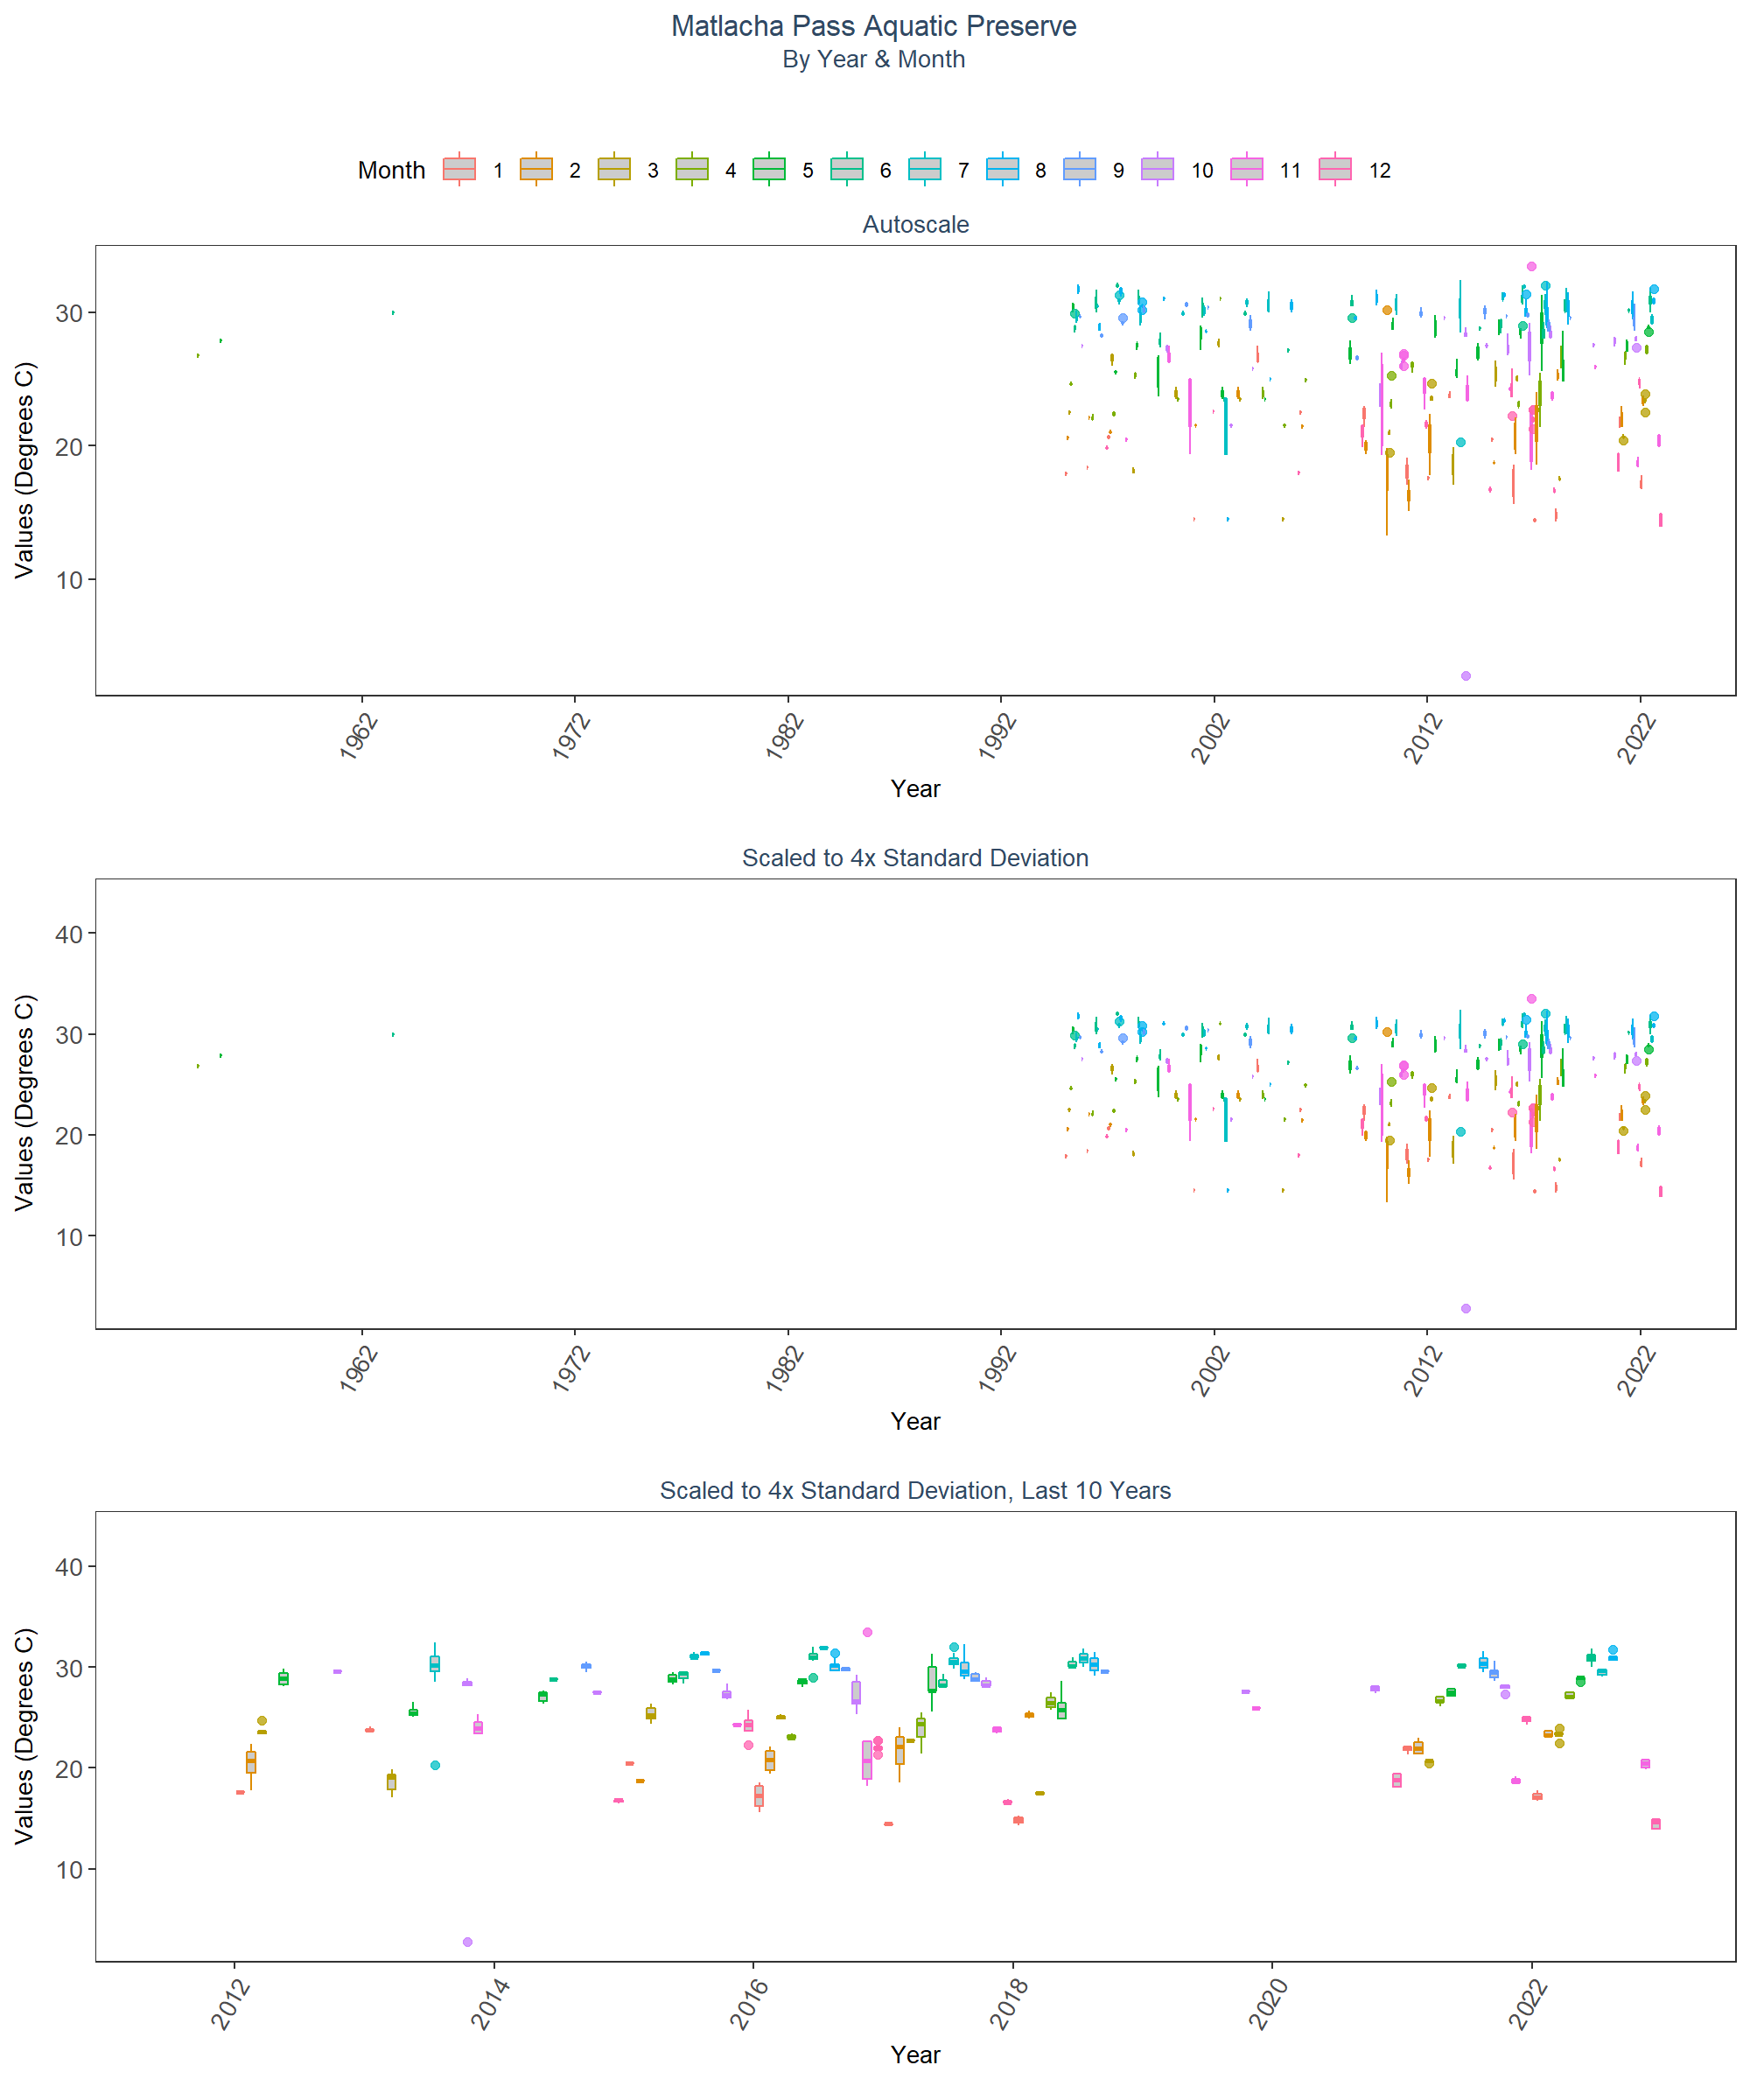 Matlacha Pass Aquatic Preserve
By Year & Month
Month 1 2 3 4 5 6 7 8 9 10 11 12
Autoscale
Values (Degrees C)
30
20
10
1962 1972 1982 1992 2002 2012 2022
Year
Scaled to 4x Standard Deviation
Values (Degrees C)
40
30
20
10
1962 1972 1982 1992 2002 2012 2022
Year
Scaled to 4x Standard Deviation, Last 10 Years
Values (Degrees C)
40
30
20
10
2012 2014 2016 2018 2020 2022
Year